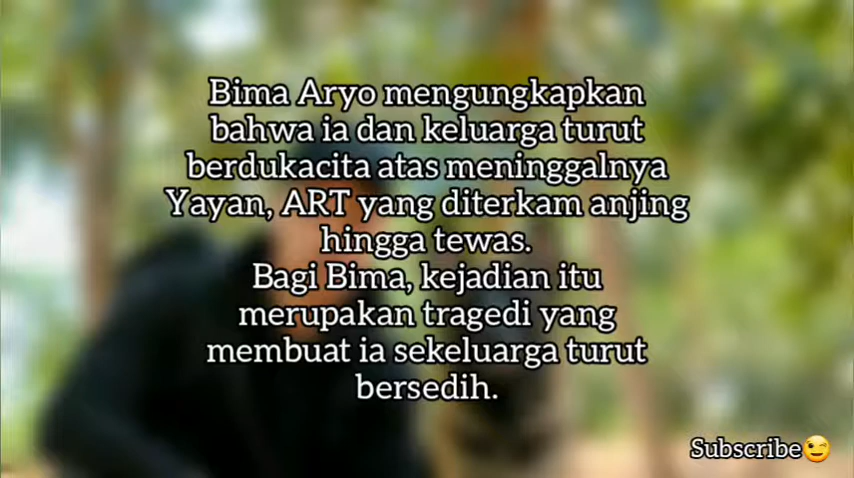 Bima Aryo mengungkapkan
bahwa ia dan keluarga turut
berdukacita atas meninggalnya
Yayan, ART yang diterkam anjing
hingga tewas.
Bagi Bima, kejadian itu
merupakan tragedi yang
membuat ia sekeluarga turut
bersedih.
Subscribe😉